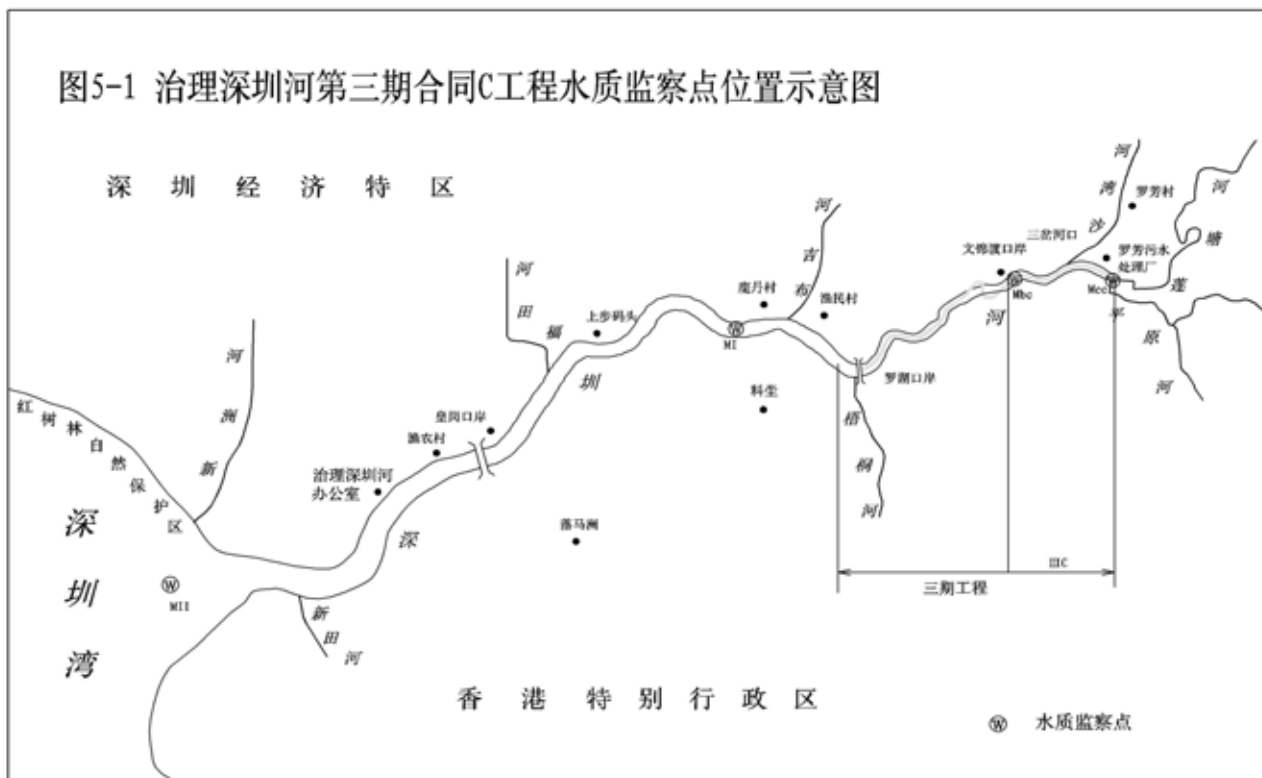 图5-1 治理深圳河第三期合同C工程水质监察点位置示意图
深圳经济特区
河湾沙
罗芳村
河塘莲
河吉布
三岔河口
文锦渡口岸
罗芳污水
处理厂
Mbc
Mcc
平原河
河田福
鹿丹村
渔民村
上步码头
MI
罗湖口岸
河
圳
深
料壆
梧桐河
河洲新
皇岗口岸
渔农村
治理深圳河
办公室
红树林自然保护区
落马洲
深圳湾
MII
新田河
IIIC
三期工程
香港特别行政区
W 水质监察点